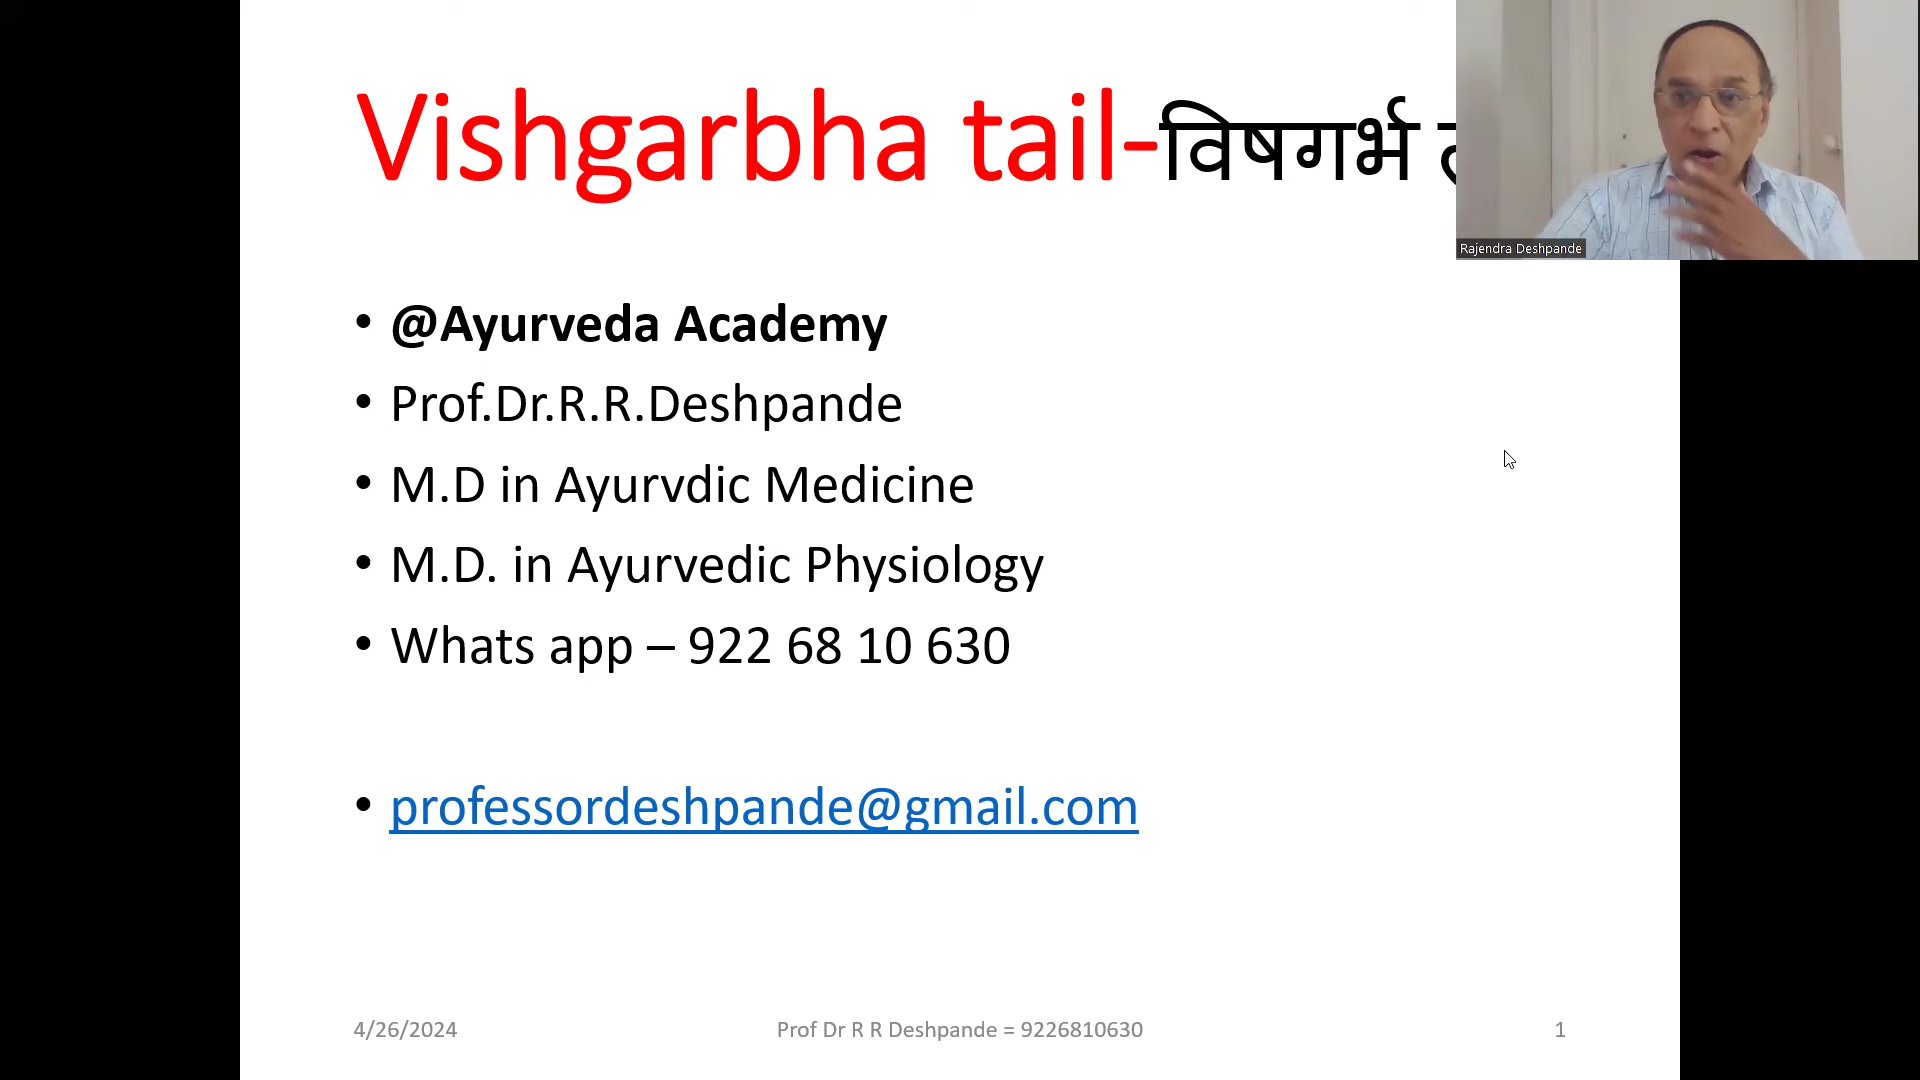 Vishgarbha tail-विषगर्भ
Rajendra Deshpande
• @Ayurveda Academy
• Prof.Dr.R.R.Deshpande
• M.D in Ayurvdic Medicine
• M.D. in Ayurvedic Physiology
• Whats app – 922 68 10 630
• professordeshpande@gmail.com
4/26/2024 Prof Dr R R Deshpande = 9226810630 1